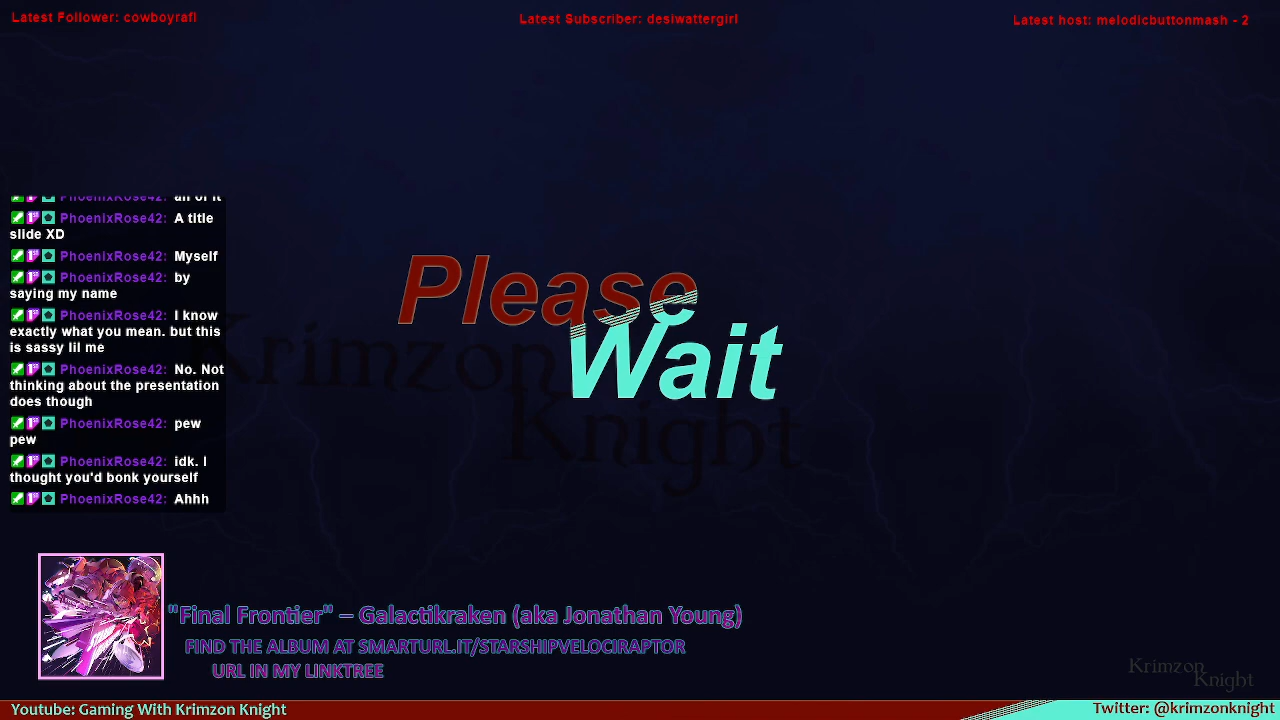 Latest Follower: cowboyrafl
Latest Subscriber: desiwattergirl
Latest host: melodicbuttonmash - 2
PhoenixRose42: all of it
PhoenixRose42: A title
slide XD
PhoenixRose42: Myself
PhoenixRose42: by
saying my name
PhoenixRose42: I know
exactly what you mean. but this
is sassy lil me
PhoenixRose42: No. Not
thinking about the presentation
does though
PhoenixRose42: pew
pew
PhoenixRose42: idk. I
thought you'd bonk yourself
PhoenixRose42: Ahhh
Please
Wait
Krimzon
Knight
"Final Frontier" – Galactikraken (aka Jonathan Young)
FIND THE ALBUM AT SMARTURL.IT/STARSHIPVELOCIRAPTOR
URL IN MY LINKTREE
Krimzon
Knight
Youtube: Gaming With Krimzon Knight
Twitter: @krimzonknight